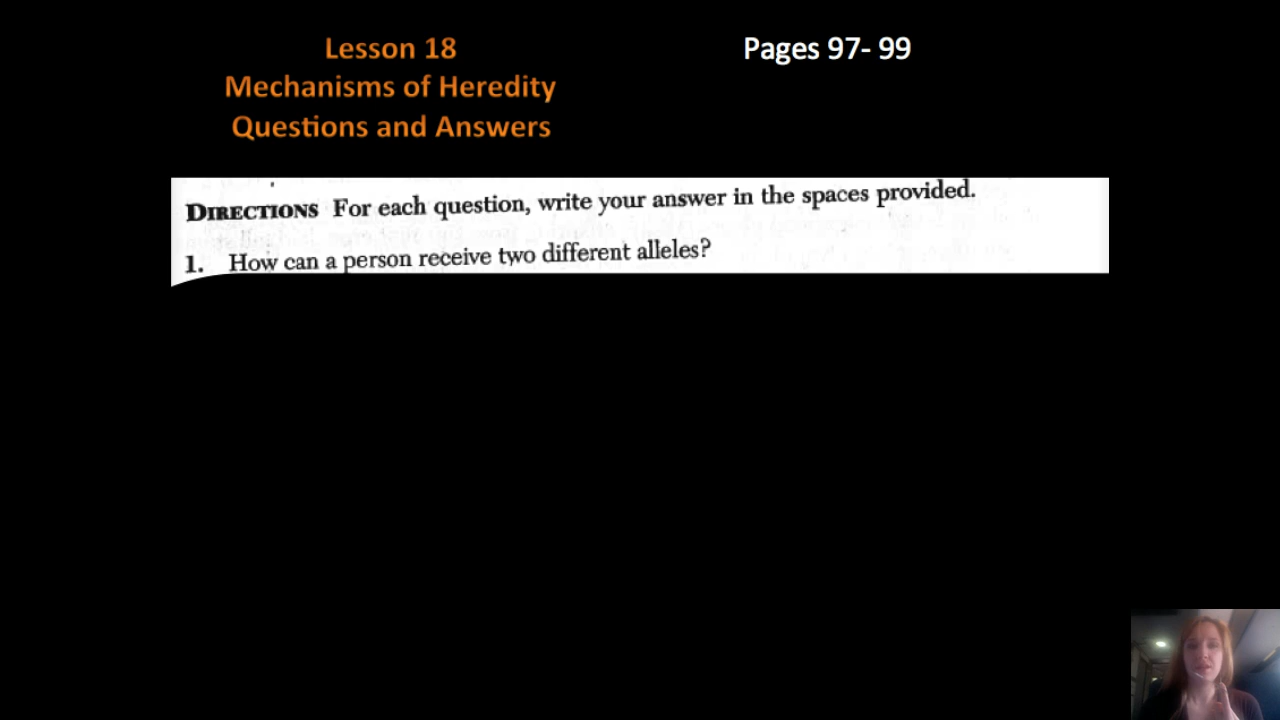 Lesson 18
Mechanisms of Heredity
Questions and Answers
Pages 97- 99
DIRECTIONS For each question, write your answer in the spaces provided.
1. How can a person receive two different alleles?